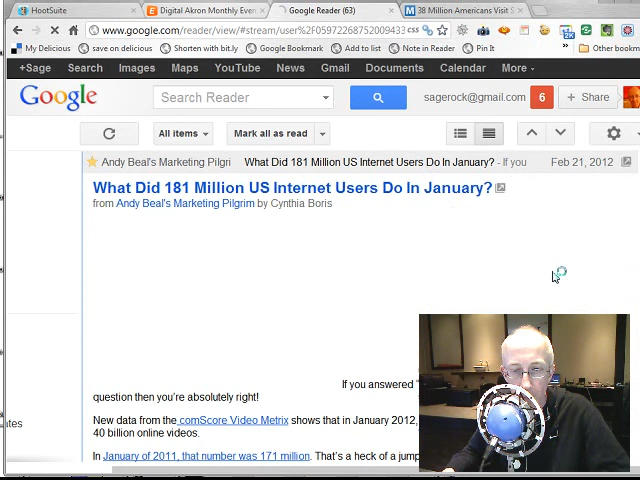 HootSuite
Digital Akron Monthly Even
Google Reader (63)
38 Million Americans Visit S
www.google.com/reader/view/#stream/user%2F05972268752009433
My Delicious
save on delicious
Shorten with bit.ly
Google Bookmark
Add to list
Note in Reader
Pin It
Other bookm
+Sage Search Images Maps YouTube News Gmail Documents Calendar More
Google
Search Reader
sagerock@gmail.com
6
+ Share
All items
Mark all as read
Andy Beal's Marketing Pilgri
What Did 181 Million US Internet Users Do In January? - If you
Feb 21, 2012
What Did 181 Million US Internet Users Do In January?
from Andy Beal's Marketing Pilgrim by Cynthia Boris
If you answered "
question then you're absolutely right!
New data from the comScore Video Metrix shows that in January 2012,
40 billion online videos.
In January of 2011, that number was 171 million. That's a heck of a jump
ates